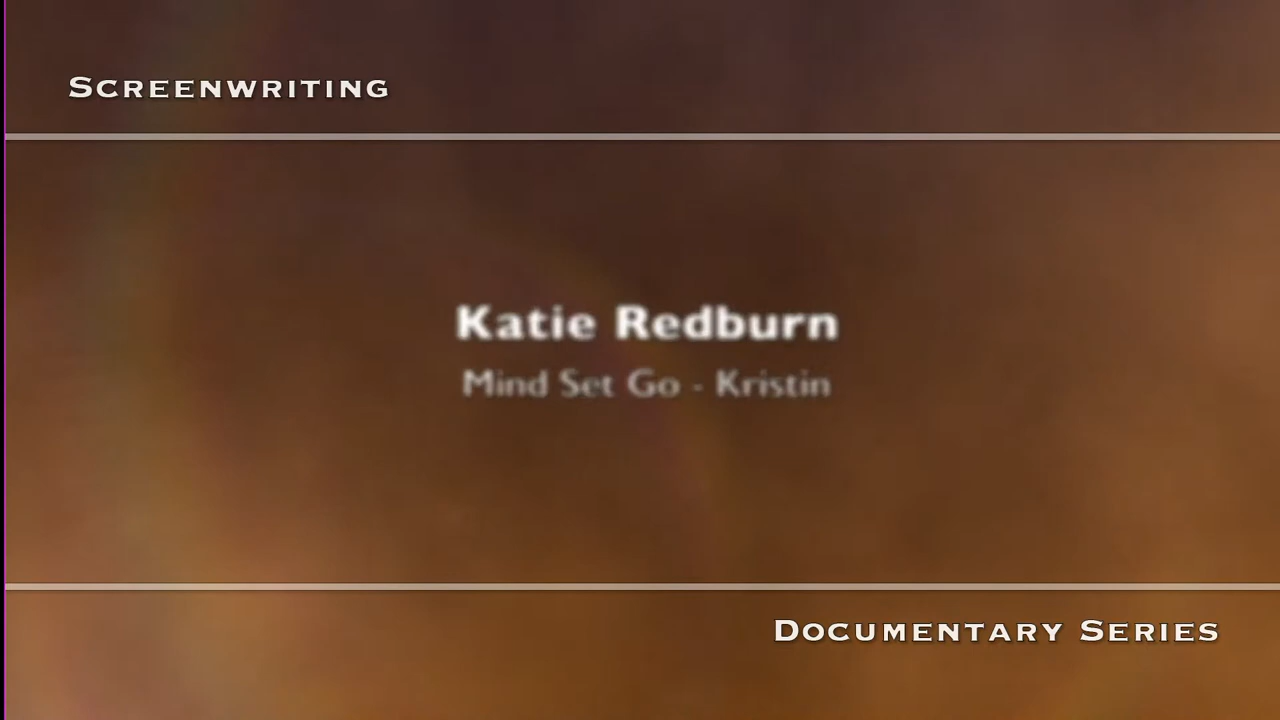 Screenwriting
Katie Redburn
Mind Set Go - Kristin
Documentary Series